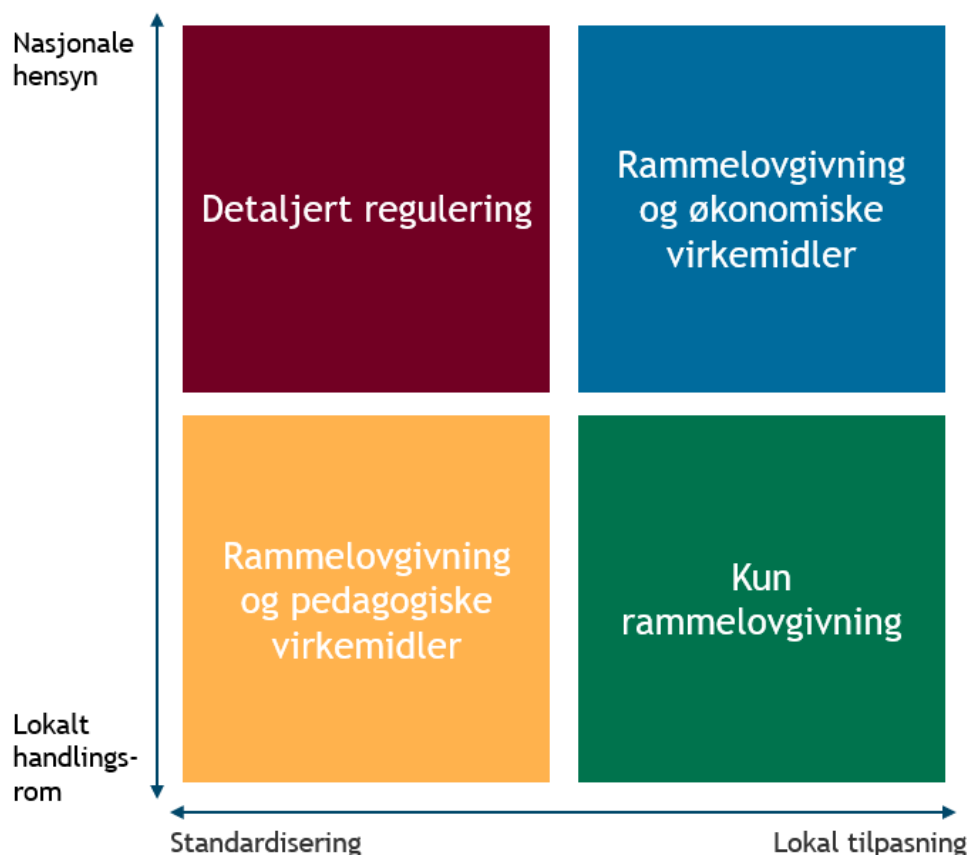 Nasjonale
hensyn
Detaljert regulering
Rammelovgivning
og økonomiske
virkemidler
Rammelovgivning
og pedagogiske
virkemidler
Kun
rammelovgivning
Lokalt
handlings-
rom
Standardisering
Lokal tilpasning